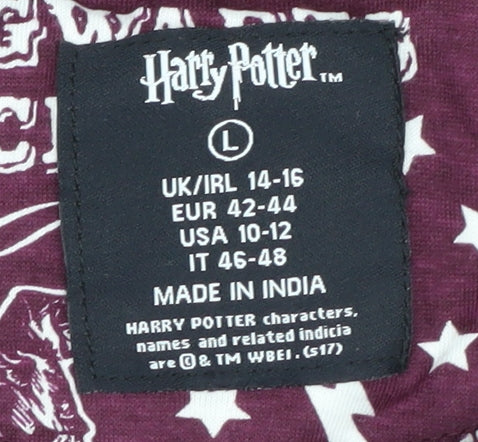 Harry Potter™
L
UK/IRL 14-16
EUR 42-44
USA 10-12
IT 46-48
MADE IN INDIA
HARRY POTTER characters,
names and related indicia
are © & TM WBEI. (s17)